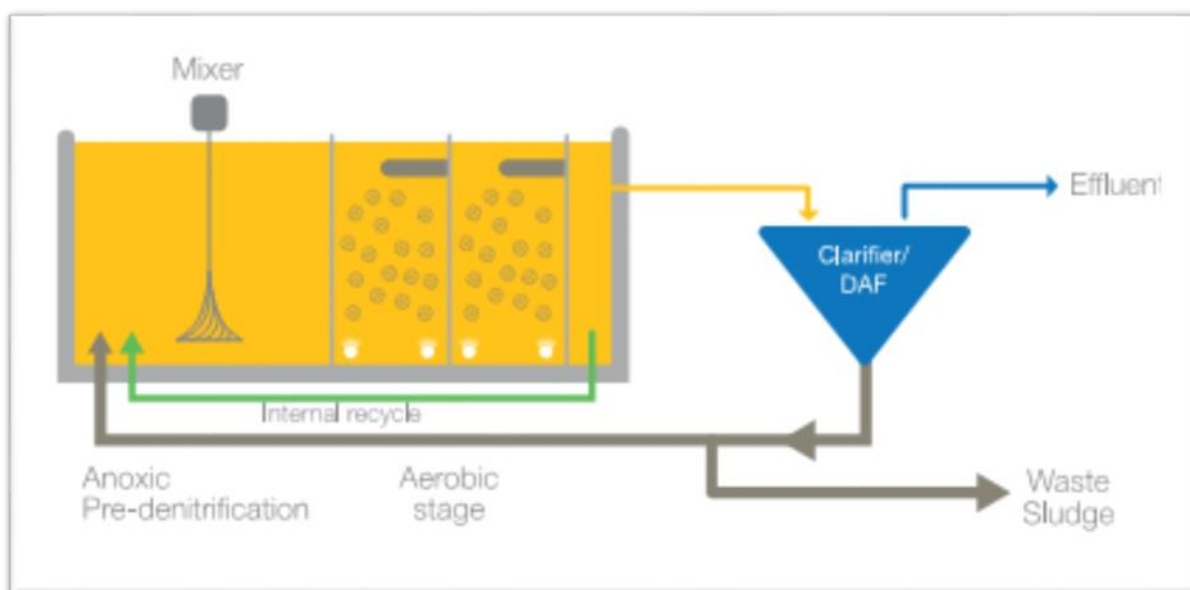 Mixer
Effluent
Clarifier/
DAF
Internal recycle
Anoxic
Pre-denitrification
Aerobic
stage
Waste
Sludge